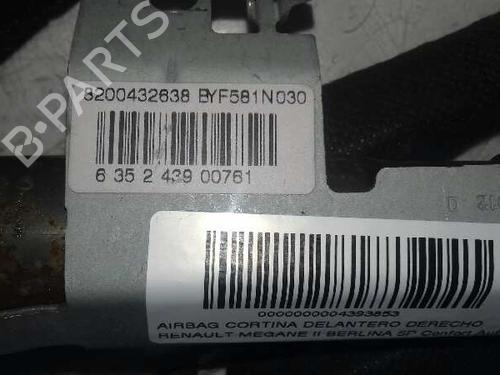 8200432638 BYF581N030
6 35 2 439 00761
B-PARTS
0000000004393853
AIRBAG CORTINA DELANTERO DERECHO
RENAULT MEGANE II BERLINA 5P Confort Aut